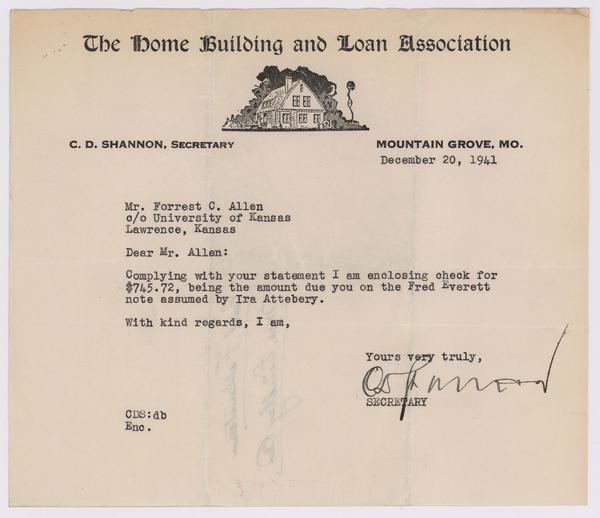 The Home Building and Loan Association
C. D. SHANNON, SECRETARY
MOUNTAIN GROVE, MO.
December 20, 1941
Mr. Forrest C. Allen
c/o University of Kansas
Lawrence, Kansas
Dear Mr. Allen:
Complying with your statement I am enclosing check for
$745.72, being the amount due you on the Fred Everett
note assumed by Ira Attebery.
With kind regards, I am,
Yours very truly,
CDShannon
SECRETARY
CDS:db
Enc.